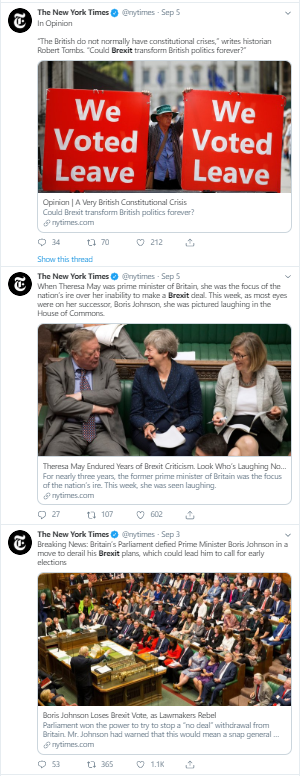 The New York Times @nytimes · Sep 5
In Opinion
"The British do not normally have constitutional crises," writes historian
Robert Tombs. "Could Brexit transform British politics forever?"
We
Voted
Leave
We
Voted
Leave
Opinion | A Very British Constitutional Crisis
Could Brexit transform British politics forever?
nytimes.com
34 70 212
Show this thread
The New York Times @nytimes · Sep 5
When Theresa May was prime minister of Britain, she was the focus of the
nation's ire over her inability to make a Brexit deal. This week, as most eyes
were on her successor, Boris Johnson, she was pictured laughing in the
House of Commons.
Theresa May Endured Years of Brexit Criticism. Look Who's Laughing No...
For nearly three years, the former prime minister of Britain was the focus
of the nation's ire. This week, she was seen laughing.
nytimes.com
27 107 602
The New York Times @nytimes · Sep 3
Breaking News: Britain's Parliament defied Prime Minister Boris Johnson in a
move to derail his Brexit plans, which could lead him to call for early
elections
Boris Johnson Loses Brexit Vote, as Lawmakers Rebel
Parliament won the power to try to stop a "no deal" withdrawal from
Britain. Mr. Johnson had warned that this would mean a snap general ...
nytimes.com
53 365 1.1K